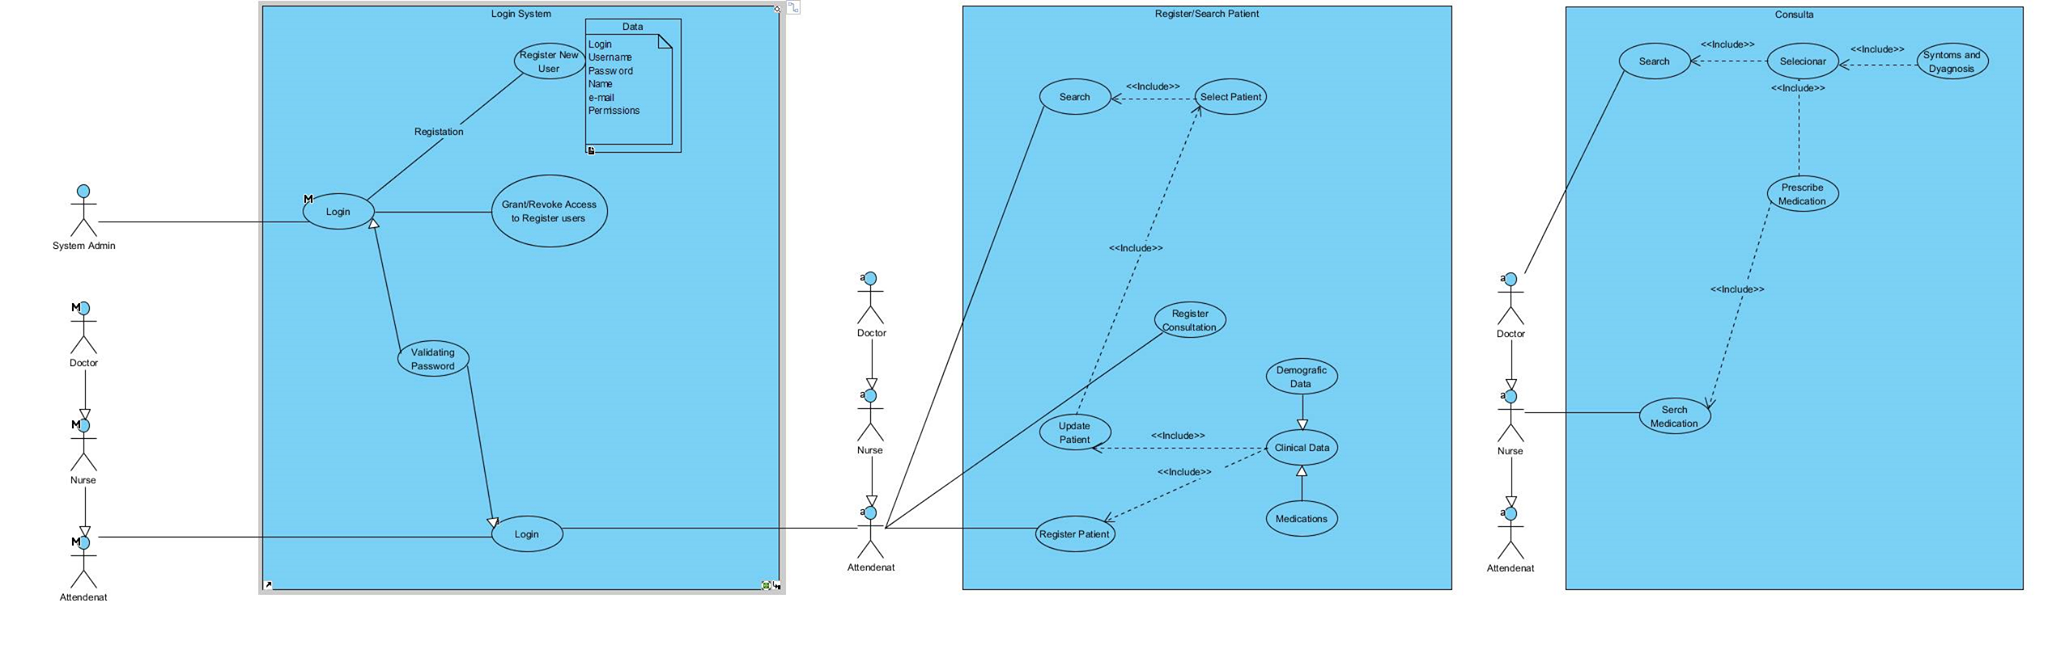 Login System
Data
Login
Username
Password
Name
e-mail
Permissions
Register New
User
Registation
M
Login
Grant/Revoke Access
to Register users
System Admin
M
Doctor
Validating
Password
M
Nurse
M
Attendenat
Login
Register/Search Patient
Search
<<Include>>
Select Patient
<<Include>>
a
Doctor
Register
Consultation
a
Nurse
Demografic
Data
Update
Patient
<<Include>>
Clinical Data
<<Include>>
a
Attendenat
Register Patient
Medications
Consulta
Search
<<Include>>
Selecionar
<<Include>>
Syntoms and
Dyagnosis
<<Include>>
Prescribe
Medication
<<Include>>
a
Doctor
a
Nurse
Serch
Medication
a
Attendenat